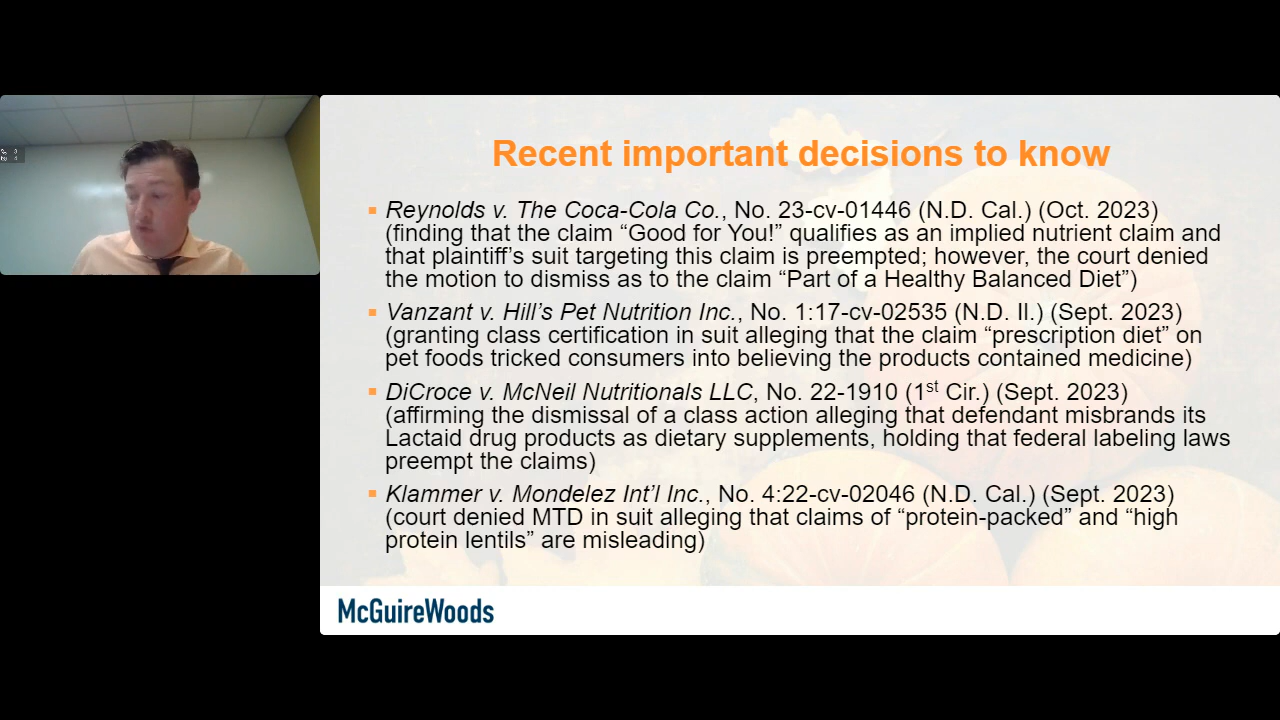 Recent important decisions to know
▪ Reynolds v. The Coca-Cola Co., No. 23-cv-01446 (N.D. Cal.) (Oct. 2023)
(finding that the claim “Good for You!” qualifies as an implied nutrient claim and
that plaintiff’s suit targeting this claim is preempted; however, the court denied
the motion to dismiss as to the claim “Part of a Healthy Balanced Diet”)
▪ Vanzant v. Hill’s Pet Nutrition Inc., No. 1:17-cv-02535 (N.D. Il.) (Sept. 2023)
(granting class certification in suit alleging that the claim “prescription diet” on
pet foods tricked consumers into believing the products contained medicine)
▪ DiCroce v. McNeil Nutritionals LLC, No. 22-1910 (1st Cir.) (Sept. 2023)
(affirming the dismissal of a class action alleging that defendant misbrands its
Lactaid drug products as dietary supplements, holding that federal labeling laws
preempt the claims)
▪ Klammer v. Mondelez Int’l Inc., No. 4:22-cv-02046 (N.D. Cal.) (Sept. 2023)
(court denied MTD in suit alleging that claims of “protein-packed” and “high
protein lentils” are misleading)
McGuireWoods